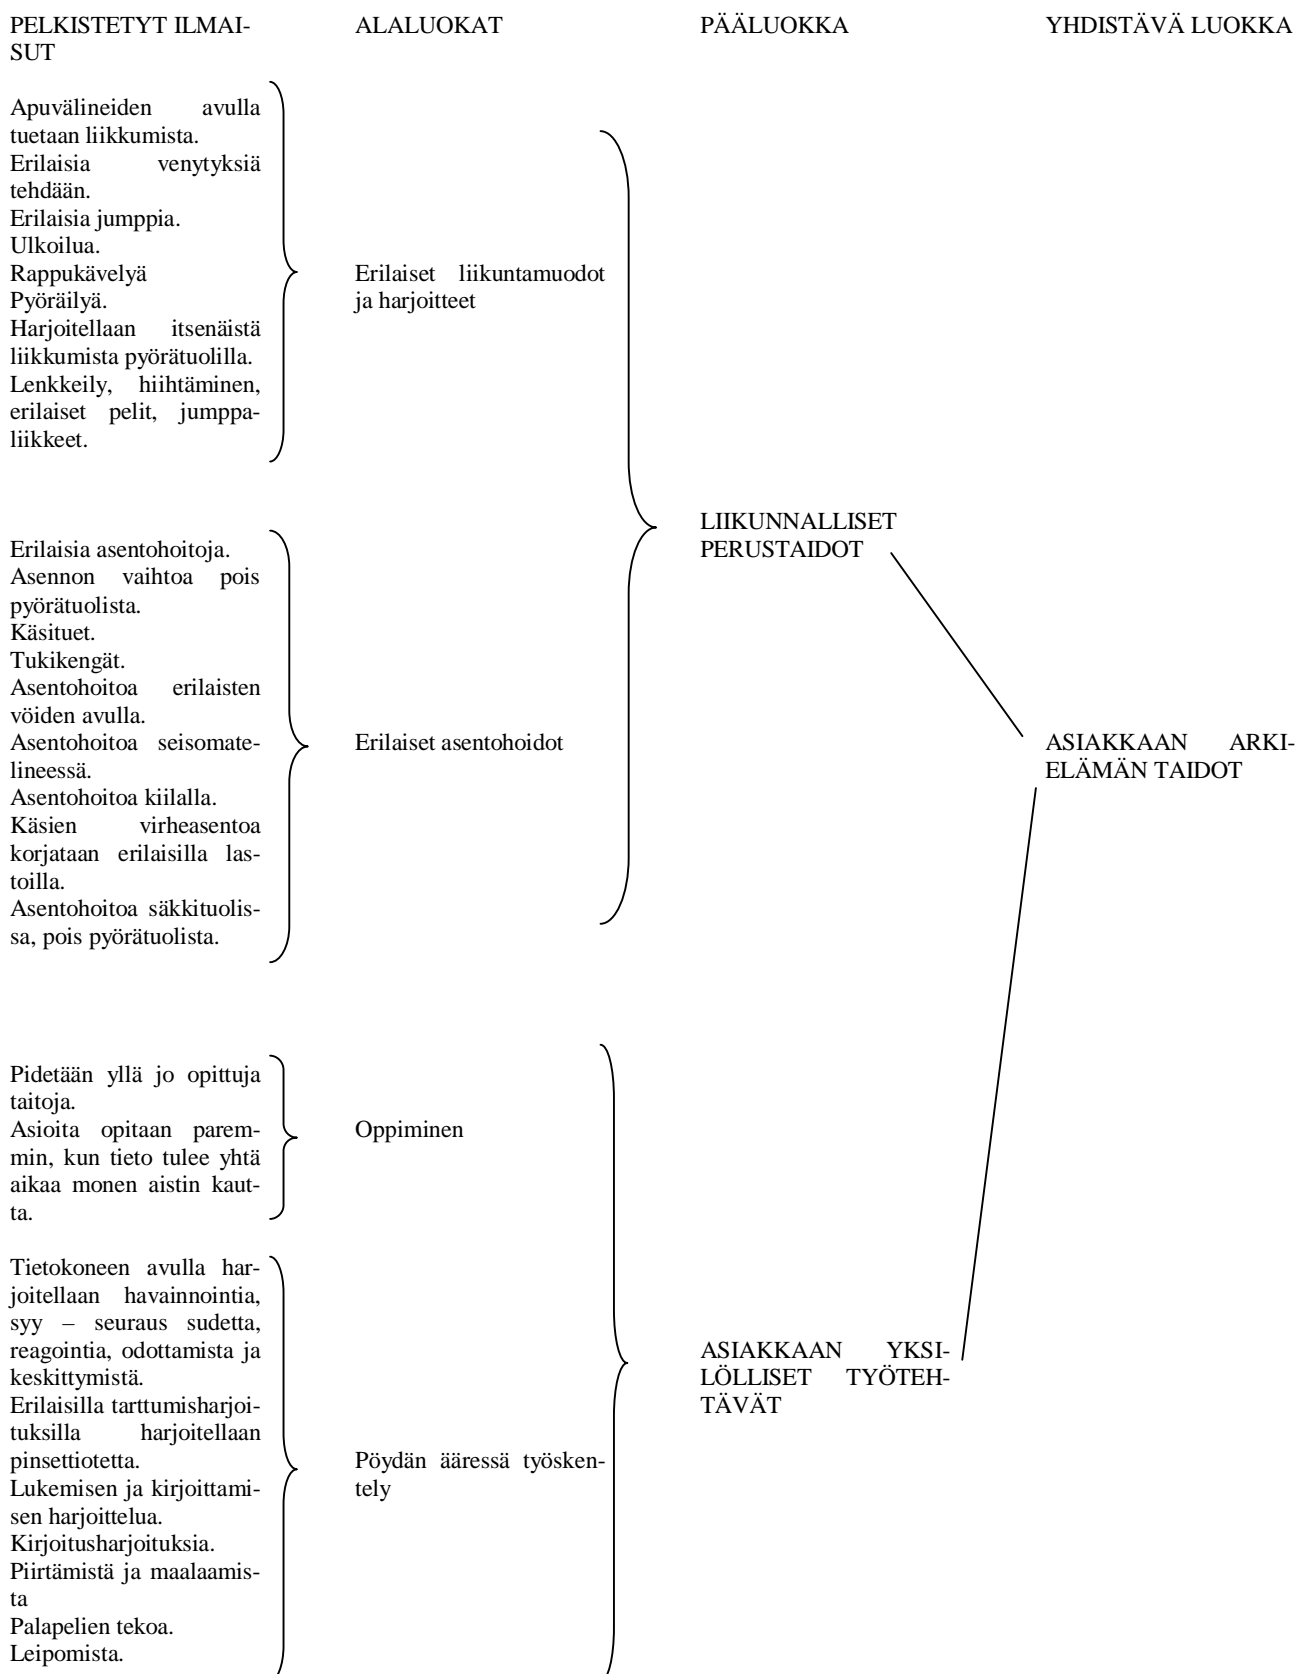 PELKISTETYT ILMAI-
SUT
ALALUOKAT
PÄÄLUOKKA
YHDISTÄVÄ LUOKKA
Apuvälineiden avulla
tuetaan liikkumista.
Erilaisia venytyksiä
tehdään.
Erilaisia jumppia.
Ulkoilua.
Rappukävelyä
Pyöräilyä.
Harjoitellaan itsenäistä
liikkumista pyörätuolilla.
Lenkkeily, hiihtäminen,
erilaiset pelit, jumppa-
liikkeet.
Erilaiset liikuntamuodot
ja harjoitteet
Erilaisia asentohoitoja.
Asennon vaihtoa pois
pyörätuolista.
Käsituet.
Tukikengät.
Asentohoitoa erilaisten
vöiden avulla.
Asentohoitoa seisomate-
lineessä.
Asentohoitoa kiilalla.
Käsien virheasentoa
korjataan erilaisilla las-
toilla.
Asentohoitoa säkkituolis-
sa, pois pyörätuolista.
Erilaiset asentohoidot
LIIKUNNALLISET
PERUSTAIDOT
ASIAKKAAN ARKI-
ELÄMÄN TAIDOT
Pidetään yllä jo opittuja
taitoja.
Asioita opitaan parem-
min, kun tieto tulee yhtä
aikaa monen aistin kaut-
ta.
Oppiminen
Tietokoneen avulla har-
joitellaan havainnointia,
syy – seuraus sudetta,
reagointia, odottamista ja
keskittymistä.
Erilaisilla tarttumisharjoi-
tuksilla harjoitellaan
pinsettiotetta.
Lukemisen ja kirjoittami-
sen harjoittelua.
Kirjoitusharjoituksia.
Piirtämistä ja maalaamis-
ta
Palapelien tekoa.
Leipomista.
Pöydän ääressä työsken-
tely
ASIAKKAAN YKSI-
LÖLLISET TYÖTEH-
TÄVÄT